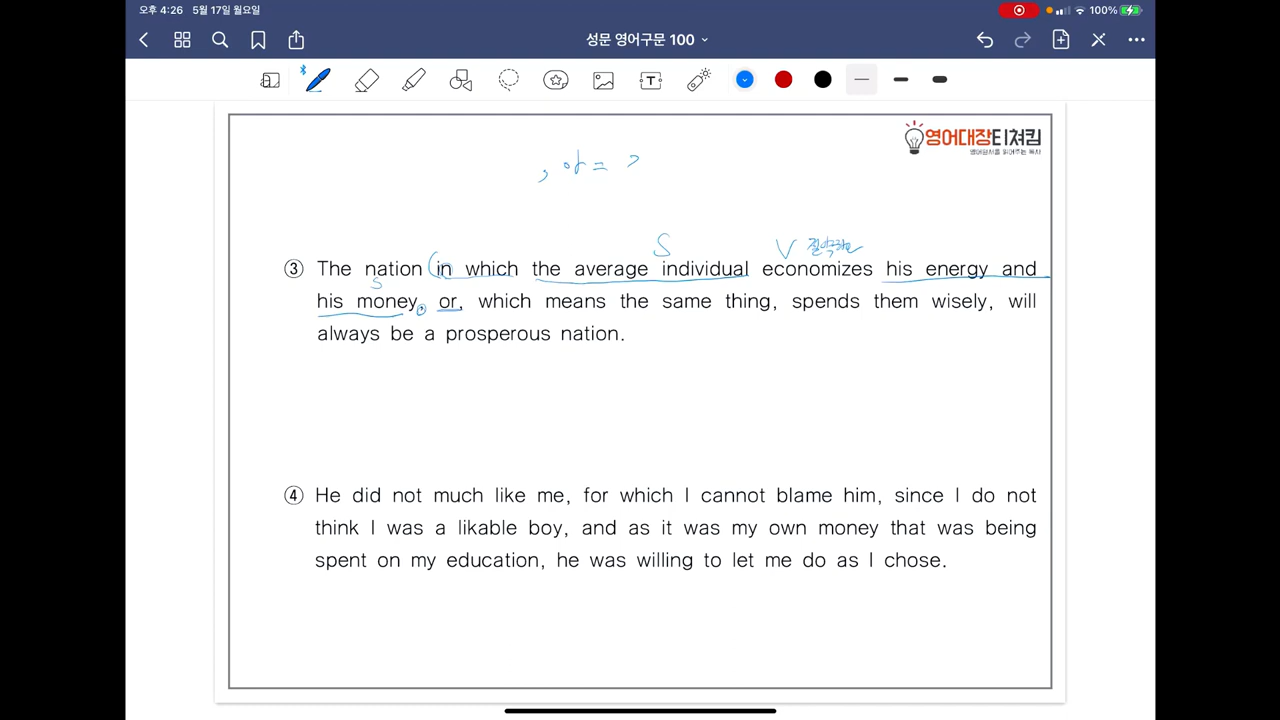 오후 4:26 5월 17일 월요일
100%
성문 영어구문 100
영어대장티쳐킴
S
V 절약하다
③ The nation (in which the average individual economizes his energy and
S
his money, or, which means the same thing, spends them wisely, will
always be a prosperous nation.
④ He did not much like me, for which I cannot blame him, since I do not
think I was a likable boy, and as it was my own money that was being
spent on my education, he was willing to let me do as I chose.